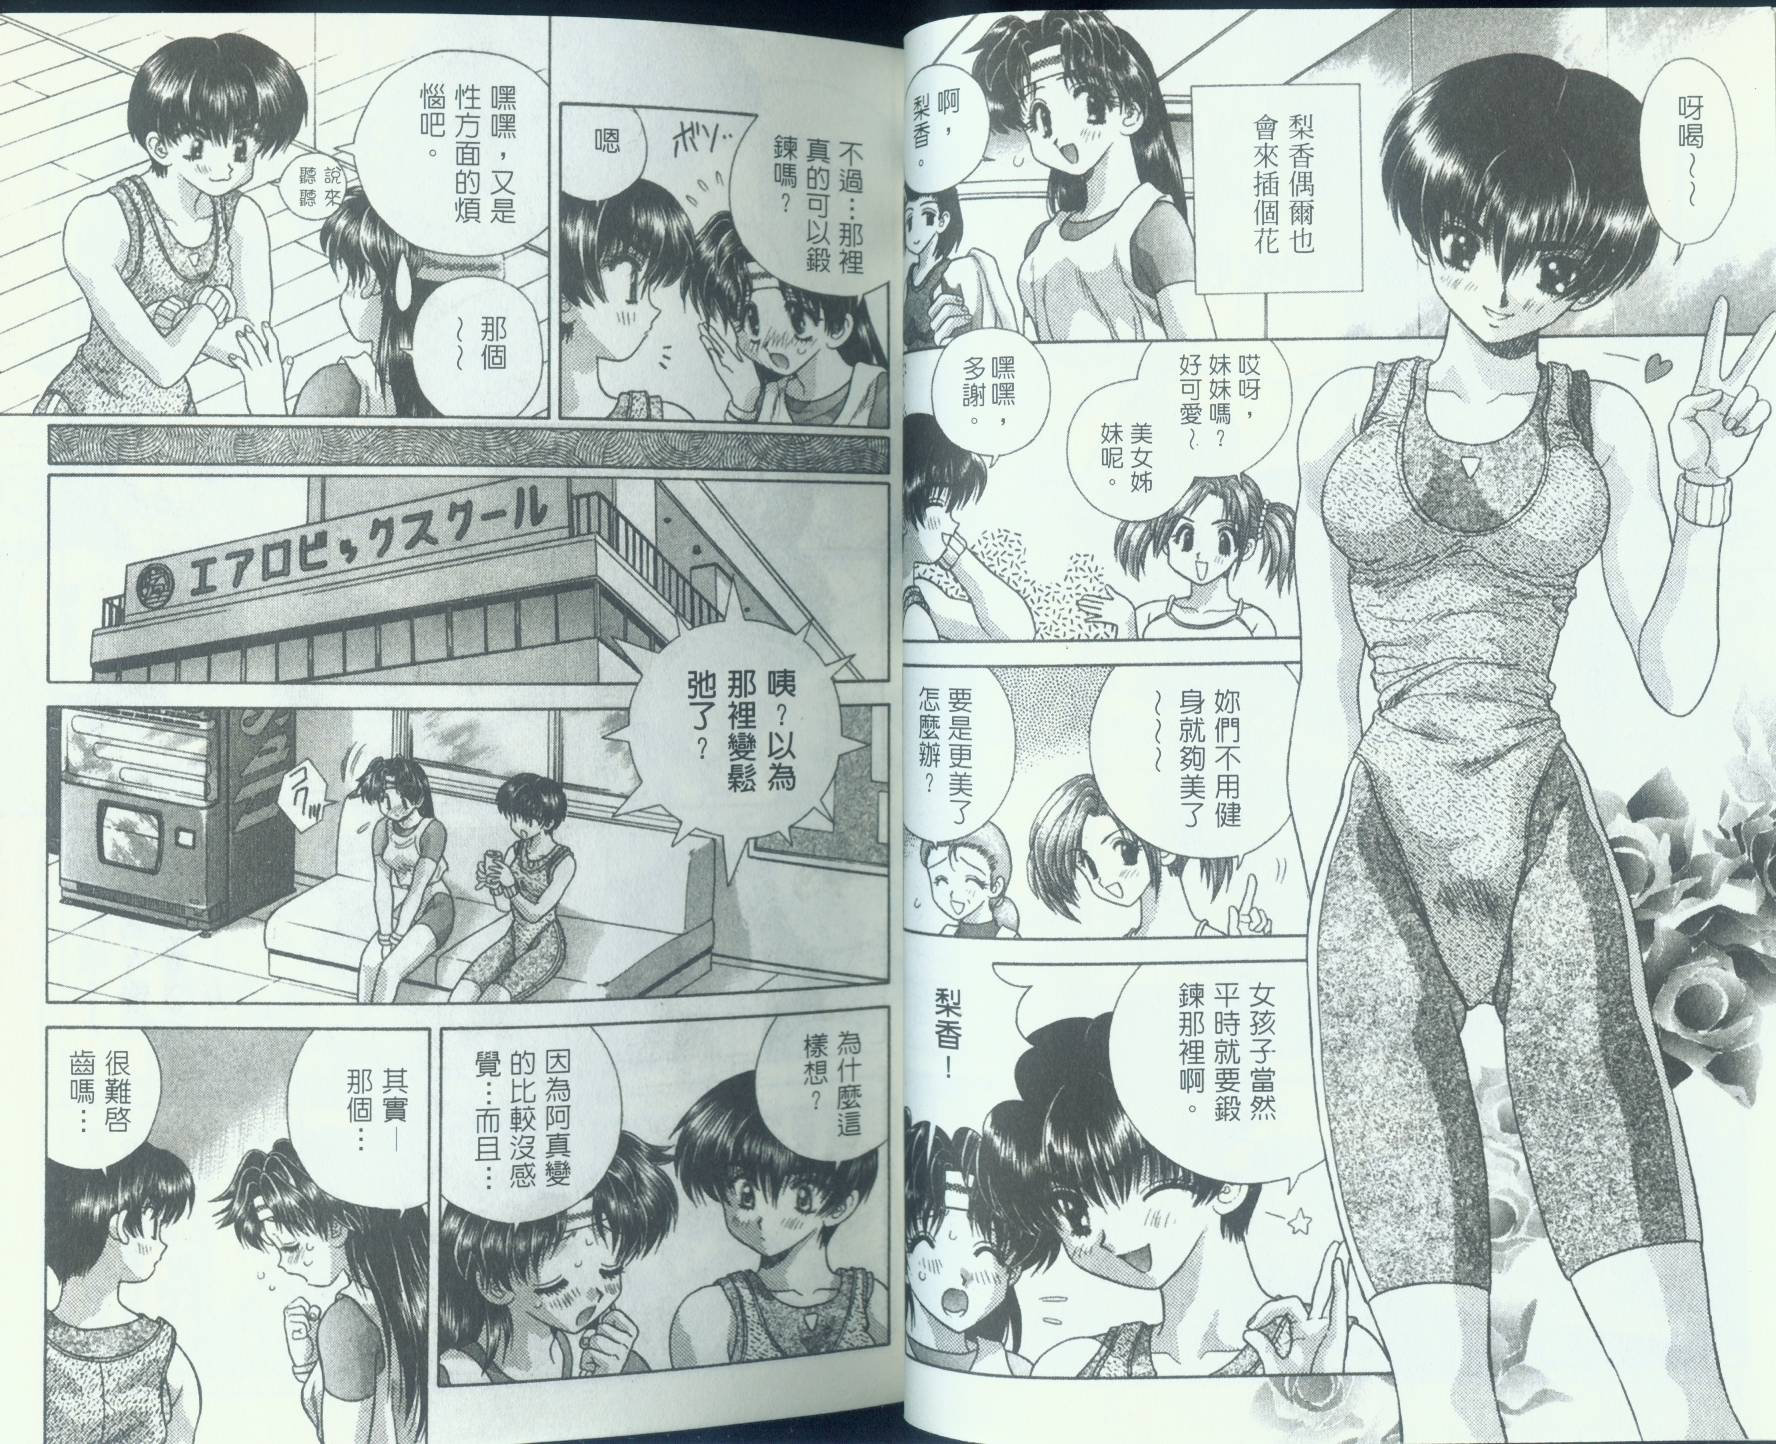 呀喝～～
梨香偶爾也
會來插個花
啊，
梨香。
哎呀，
妹妹嗎？
好可愛～
美女姊
妹呢。
嘿嘿，
多謝。
妳們不用健
身就夠美了
～～～
要是更美了
怎麼辦？
女孩子當然
平時就要鍛
鍊那裡啊。
梨香！
不過…那裡
真的可以鍛
鍊嗎？
ボソッ
嗯
嘿嘿，又是
性方面的煩
惱吧。
說來
聽聽
那個
～～
エアロビックスクール
咦？以為
那裡變鬆
弛了？
コクッ
為什麼這
樣想？
因為阿真變
的比較沒感
覺…而且…
其實—
那個…
很難啓
齒嗎…